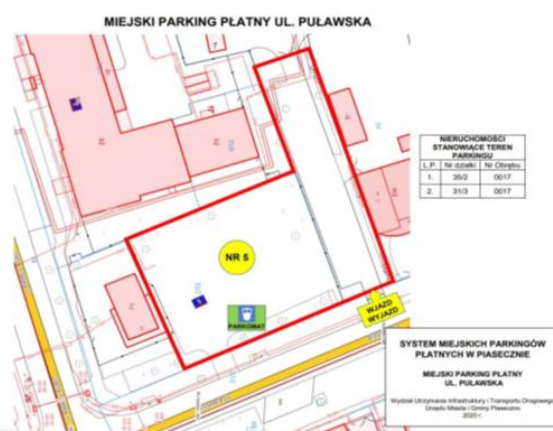 MIEJSKI PARKING PŁATNY UL. PUŁAWSKA
7
NIERUCHOMOŚCI
STANOWIĄCE TEREN
PARKINGU
L.P. Nr działki Nr Obrębu
1. 35/2 0017
2. 31/3 0017
NR 5
PARKOMAT
WJAZD
WYJAZD
SYSTEM MIEJSKICH PARKINGÓW
PŁATNYCH W PIASECZNIE
MIEJSKI PARKING PŁATNY
UL. PUŁAWSKA
Wydział Utrzymania Infrastruktury i Transportu Drogowego
Urzędu Miasta i Gminy Piaseczno
2020 r.